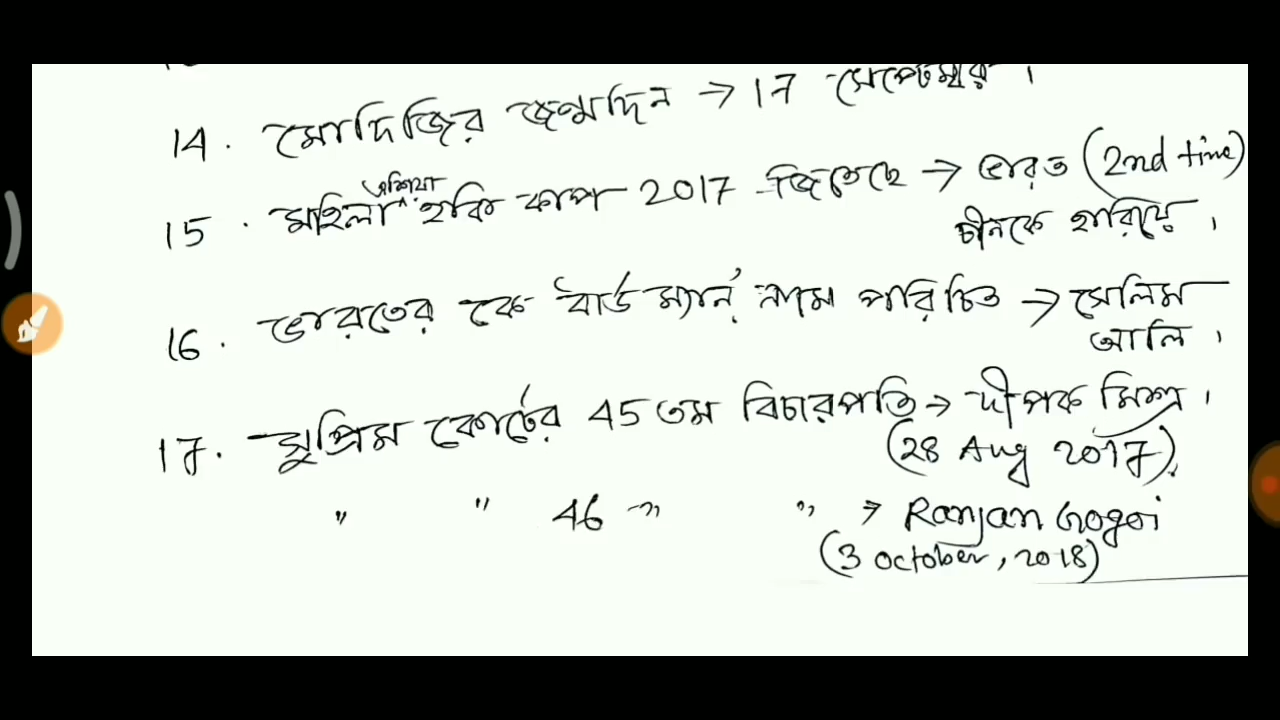 14. মোদিজির জন্মদিন → 17 সেপ্টেম্বর।
15. মহিলা এশিয়া হকি কাপ 2017 জিতেছে → ভারত (2nd time)
চীনকে হারিয়ে।
16. ভারতের কে 'বার্ড ম্যান' নামে পরিচিত → সেলিম
আলি।
17. সুপ্রিম কোর্টের 45 তম বিচারপতি → দীপক মিশ্র।
(28 Aug 2017).
" " 46 " " → Ranjan Gogoi
(3 October, 2018)